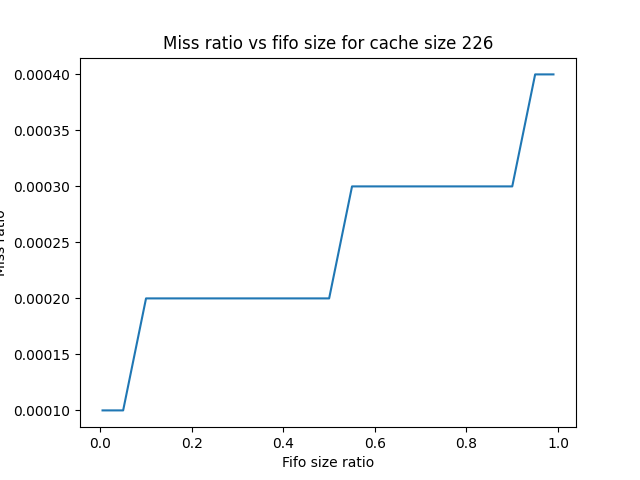 Miss ratio vs fifo size for cache size 226
0.00040
0.00035
0.00030
0.00025
0.00020
0.00015
0.00010
Miss ratio
0.0 0.2 0.4 0.6 0.8 1.0
Fifo size ratio